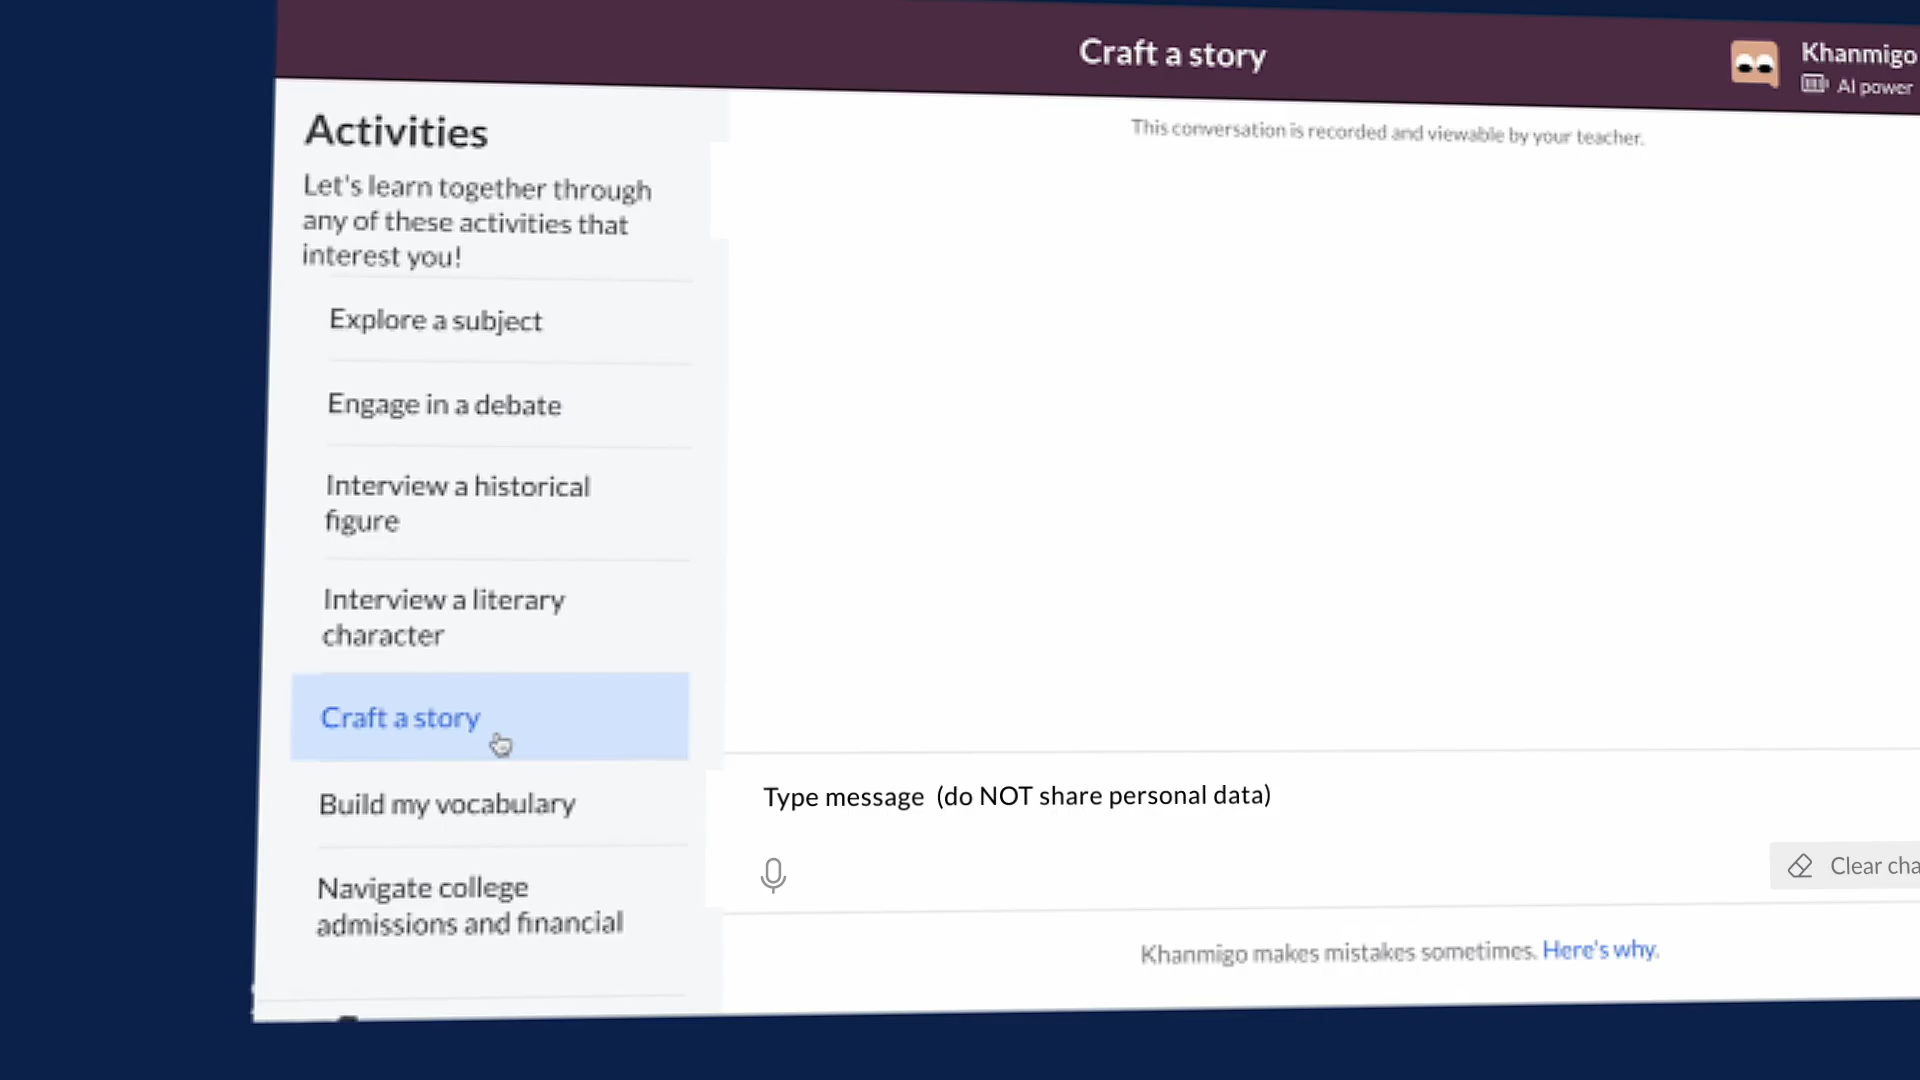 Craft a story
Khanmigo
AI power
Activities
Let's learn together through
any of these activities that
interest you!
Explore a subject
Engage in a debate
Interview a historical
figure
Interview a literary
character
Craft a story
Build my vocabulary
Navigate college
admissions and financial
This conversation is recorded and viewable by your teacher.
Type message (do NOT share personal data)
Clear cha
Khanmigo makes mistakes sometimes. Here's why.